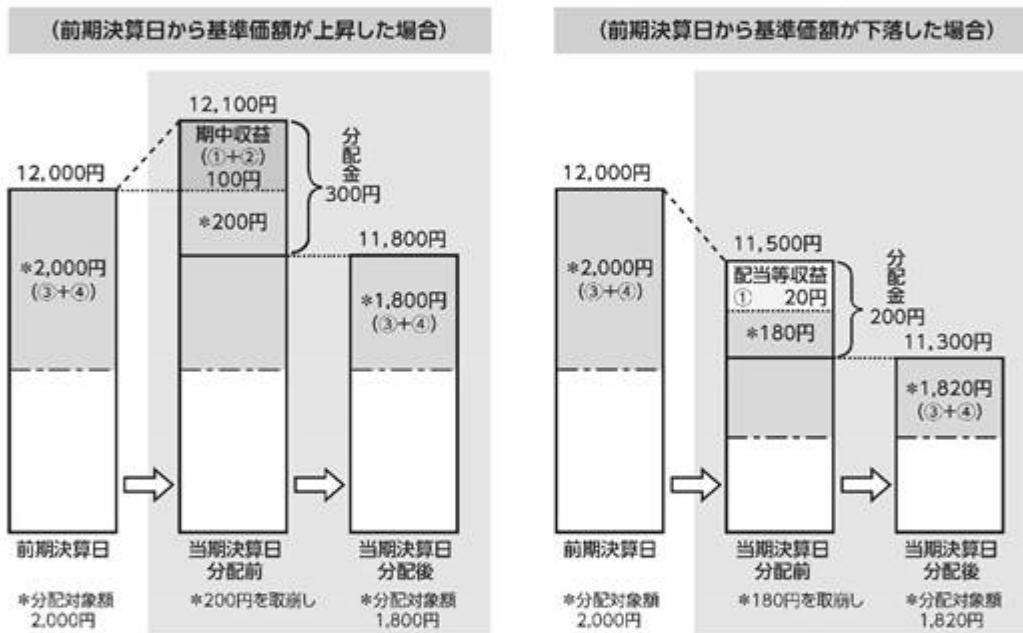 (前期決算日から基準価額が上昇した場合)
12,100円
期中収益
(①+②)
100円
*200円
分配金
300円
12,000円
*2,000円
(③+④)
11,800円
*1,800円
(③+④)
前期決算日
当期決算日
分配前
当期決算日
分配後
*分配対象額
2,000円
*200円を取崩し
*分配対象額
1,800円
(前期決算日から基準価額が下落した場合)
12,000円
*2,000円
(③+④)
11,500円
配当等収益
① 20円
*180円
分配金
200円
11,300円
*1,820円
(③+④)
前期決算日
当期決算日
分配前
当期決算日
分配後
*分配対象額
2,000円
*180円を取崩し
*分配対象額
1,820円